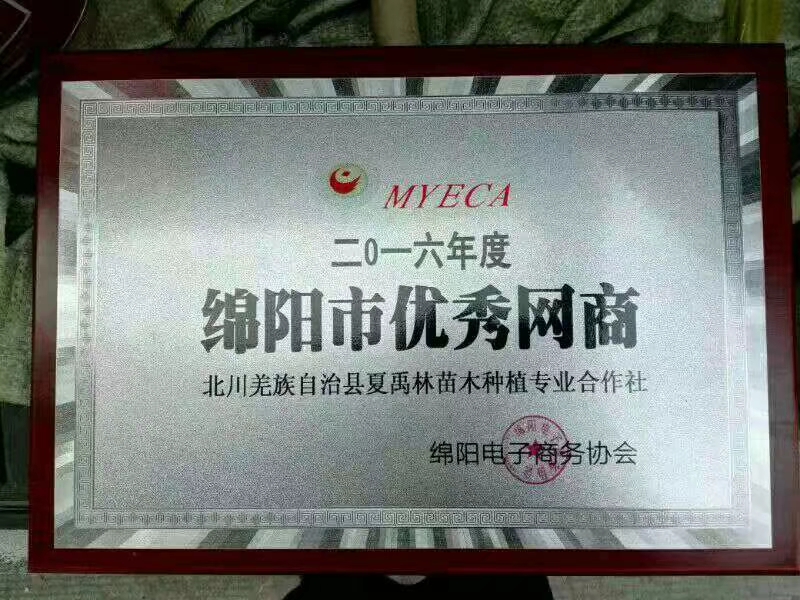 MYECA
二0一六年度
绵阳市优秀网商
北川羌族自治县夏禹林苗木种植专业合作社
绵阳电子商务协会